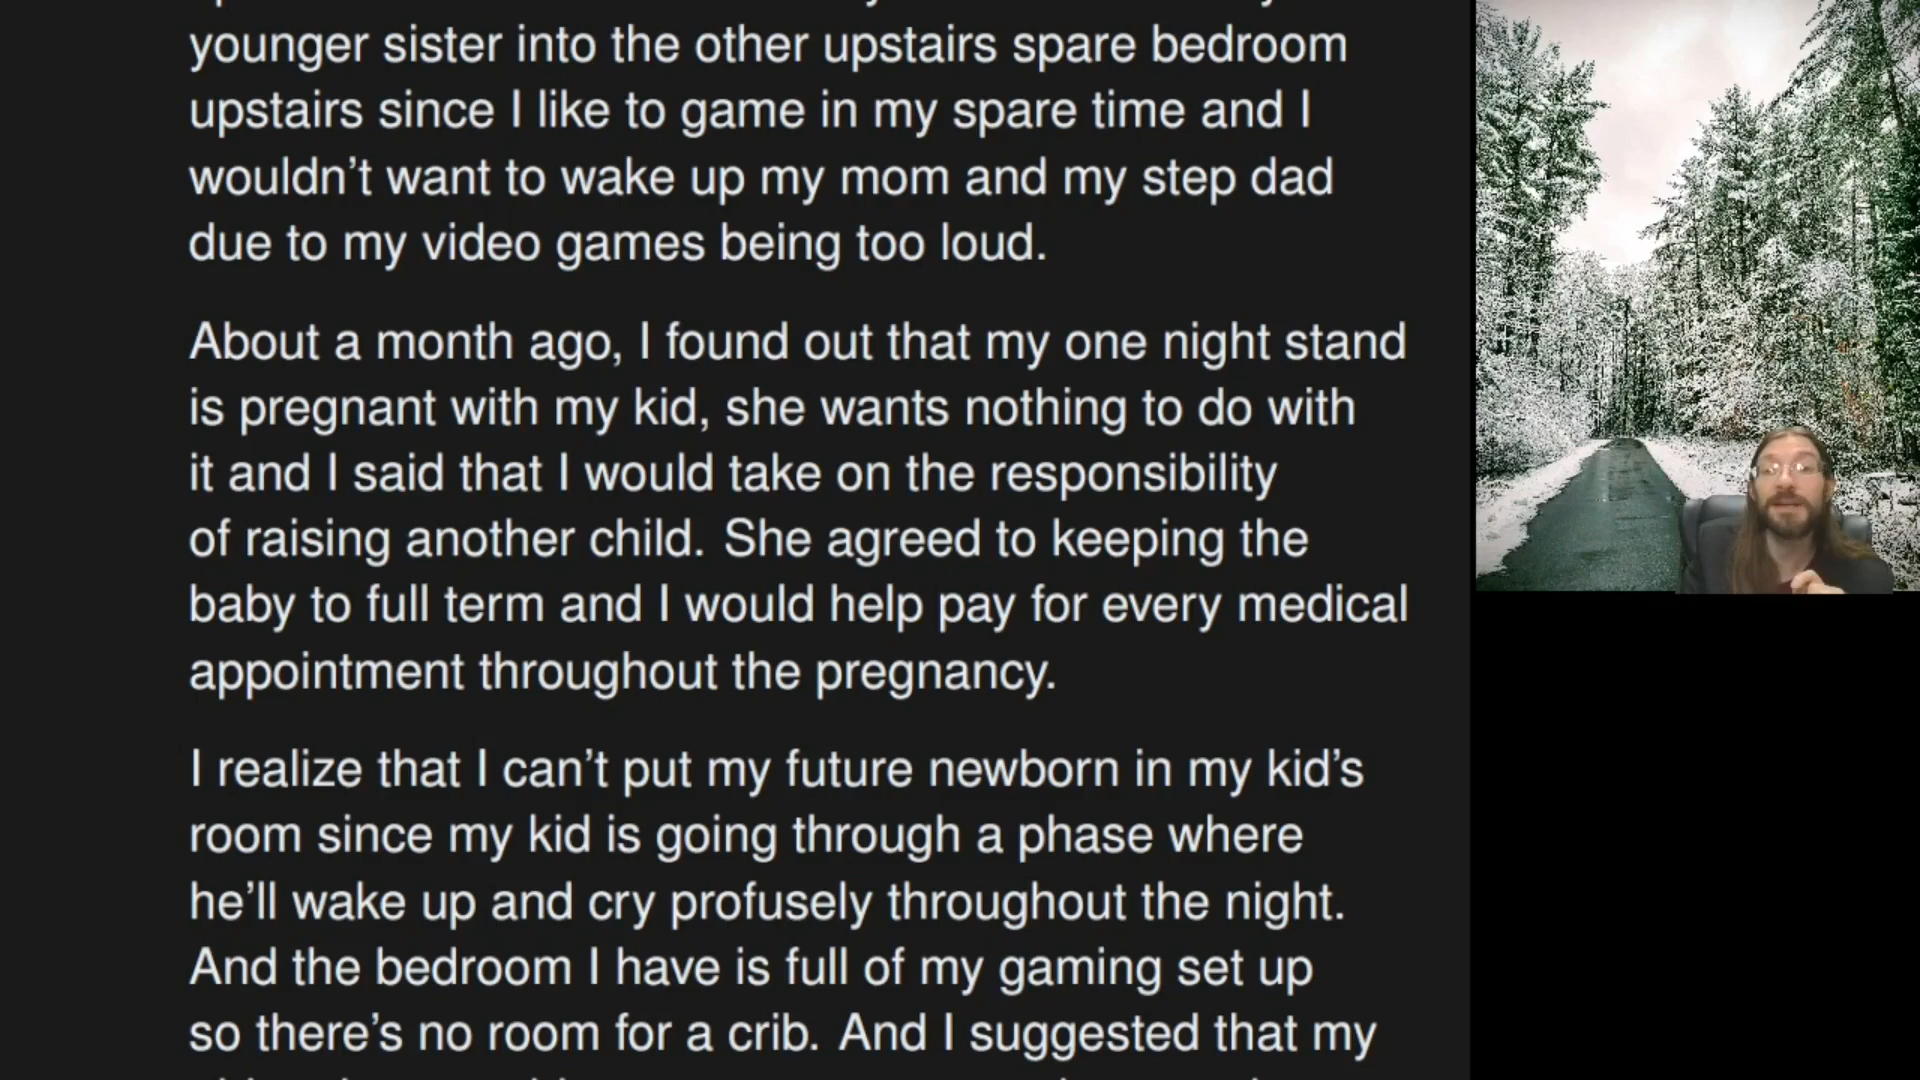 younger sister into the other upstairs spare bedroom
upstairs since I like to game in my spare time and I
wouldn’t want to wake up my mom and my step dad
due to my video games being too loud.
About a month ago, I found out that my one night stand
is pregnant with my kid, she wants nothing to do with
it and I said that I would take on the responsibility
of raising another child. She agreed to keeping the
baby to full term and I would help pay for every medical
appointment throughout the pregnancy.
I realize that I can’t put my future newborn in my kid’s
room since my kid is going through a phase where
he’ll wake up and cry profusely throughout the night.
And the bedroom I have is full of my gaming set up
so there’s no room for a crib. And I suggested that my